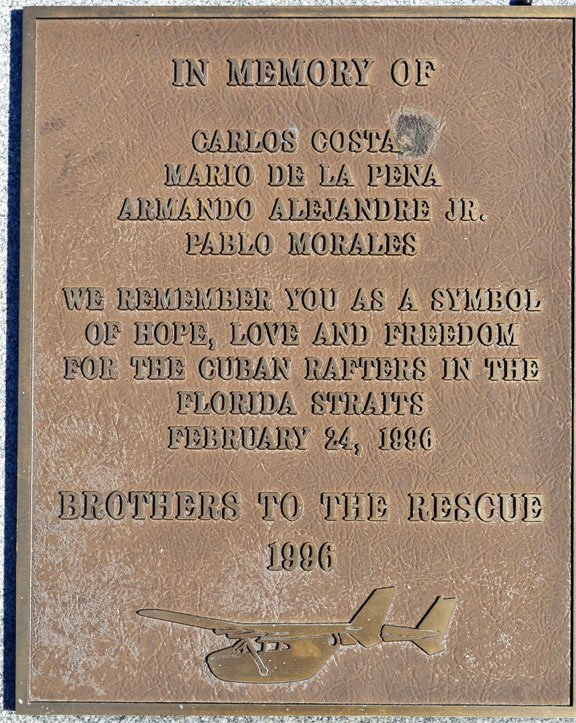 IN MEMORY OF
CARLOS COSTA
MARIO DE LA PENA
ARMANDO ALEJANDRE JR.
PABLO MORALES
WE REMEMBER YOU AS A SYMBOL
OF HOPE, LOVE AND FREEDOM
FOR THE CUBAN RAFTERS IN THE
FLORIDA STRAITS
FEBRUARY 24, 1996
BROTHERS TO THE RESCUE
1996